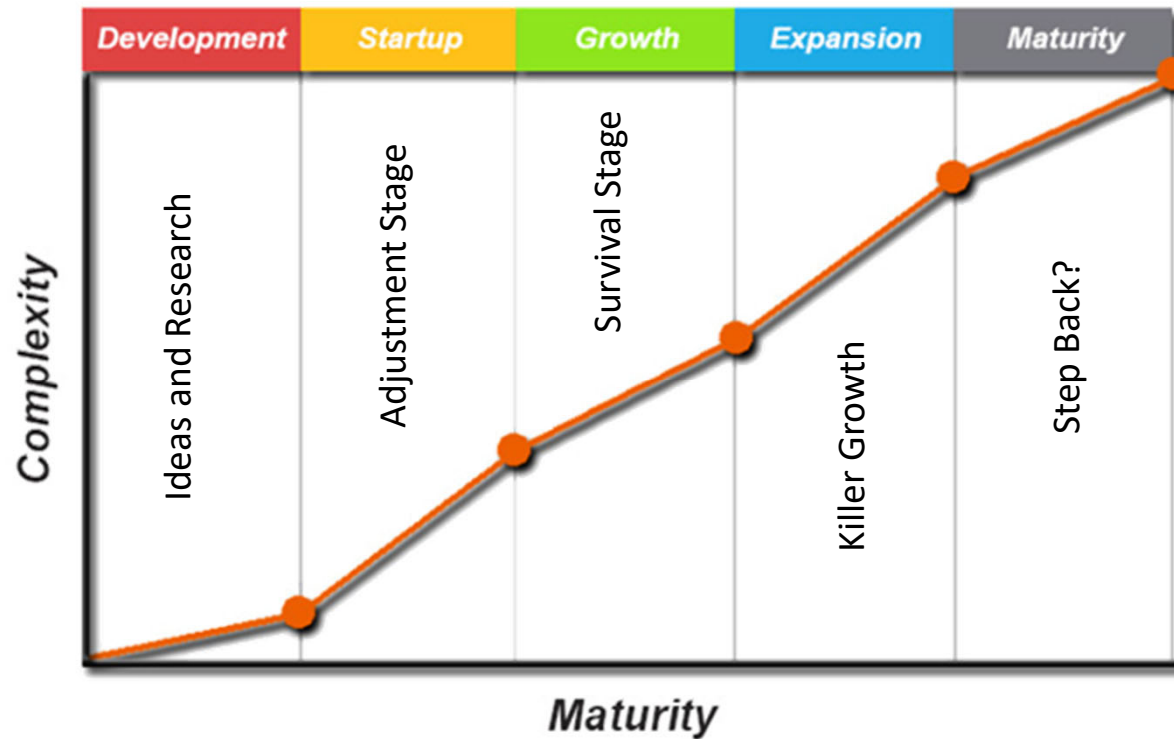 Development
Startup
Growth
Expansion
Maturity
Complexity
Ideas and Research
Adjustment Stage
Survival Stage
Killer Growth
Step Back?
Maturity